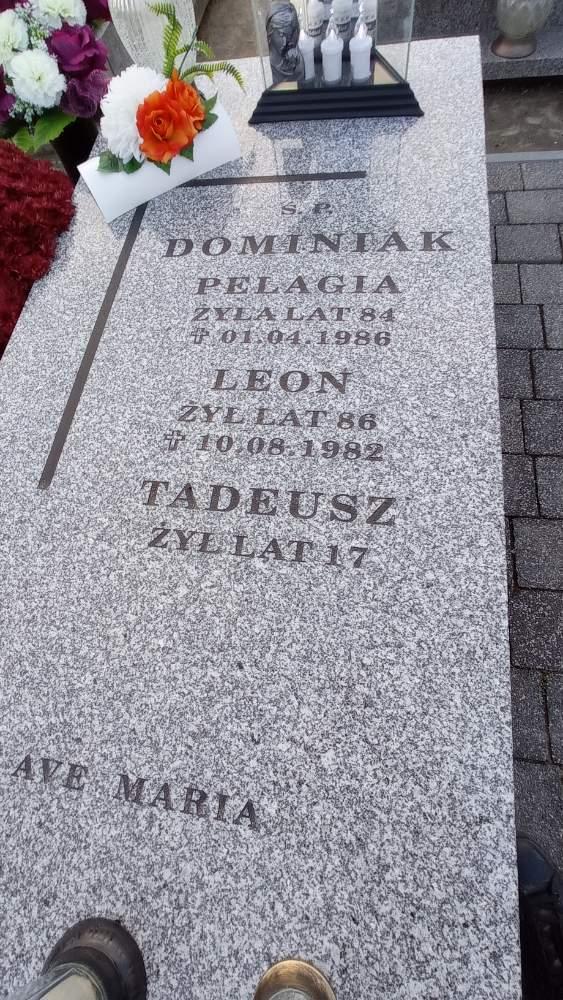 Ś. P.
DOMINIAK
PELAGIA
ŻYŁA LAT 84
✝ 01.04.1986
LEON
ŻYŁ LAT 86
✝ 10.08.1982
TADEUSZ
ŻYŁ LAT 17
AVE MARIA